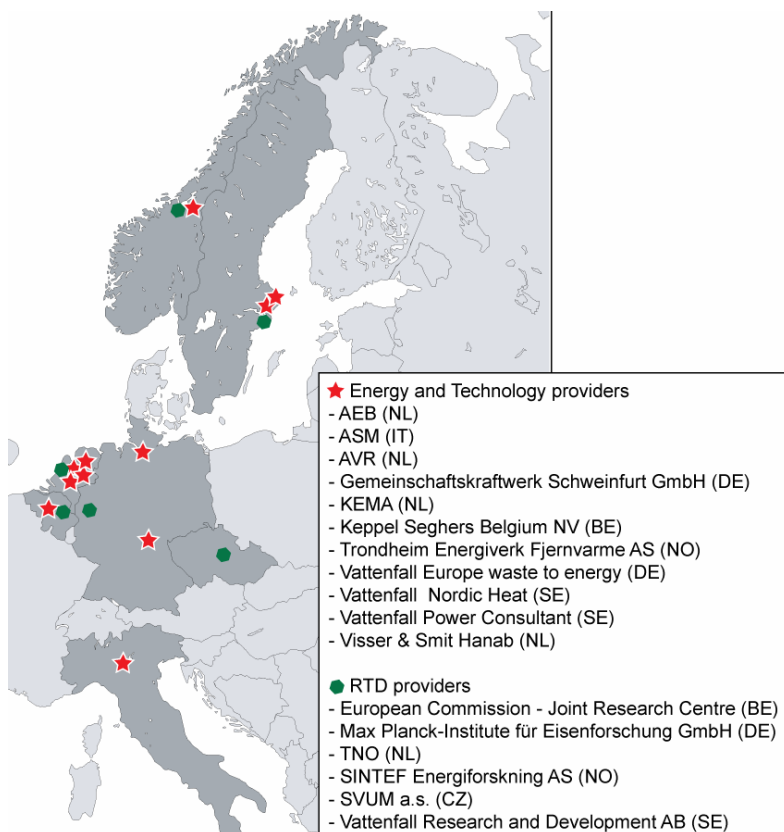 Energy and Technology providers
- AEB (NL)
- ASM (IT)
- AVR (NL)
- Gemeinschaftskraftwerk Schweinfurt GmbH (DE)
- KEMA (NL)
- Keppel Seghers Belgium NV (BE)
- Trondheim Energiverk Fjernvarme AS (NO)
- Vattenfall Europe waste to energy (DE)
- Vattenfall  Nordic Heat (SE)
- Vattenfall Power Consultant (SE)
- Visser & Smit Hanab (NL)
RTD providers
- European Commission - Joint Research Centre (BE)
- Max Planck-Institute für Eisenforschung GmbH (DE)
- TNO (NL)
- SINTEF Energiforskning AS (NO)
- SVUM a.s. (CZ)
- Vattenfall Research and Development AB (SE)